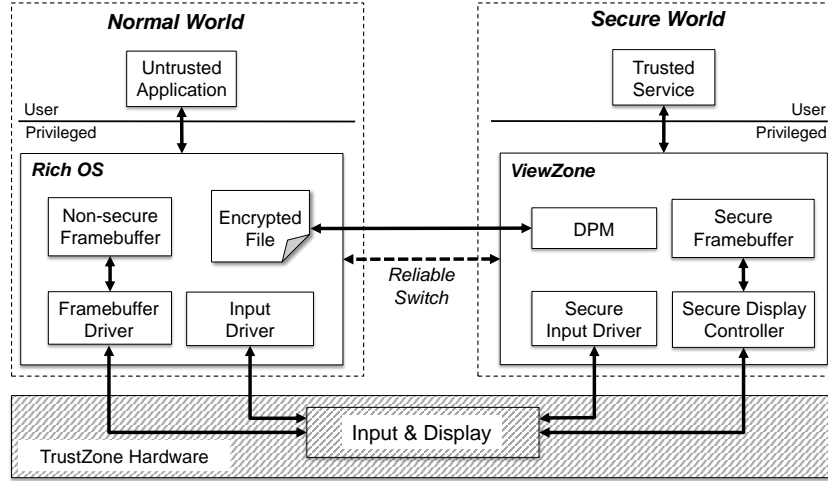 Normal World
Secure World
Untrusted
Application
Trusted
Service
User
Privileged
User
Privileged
Rich OS
ViewZone
Non-secure
Framebuffer
Encrypted
File
DPM
Secure
Framebuffer
Reliable
Switch
Framebuffer
Driver
Input
Driver
Secure
Input Driver
Secure Display
Controller
Input & Display
TrustZone Hardware